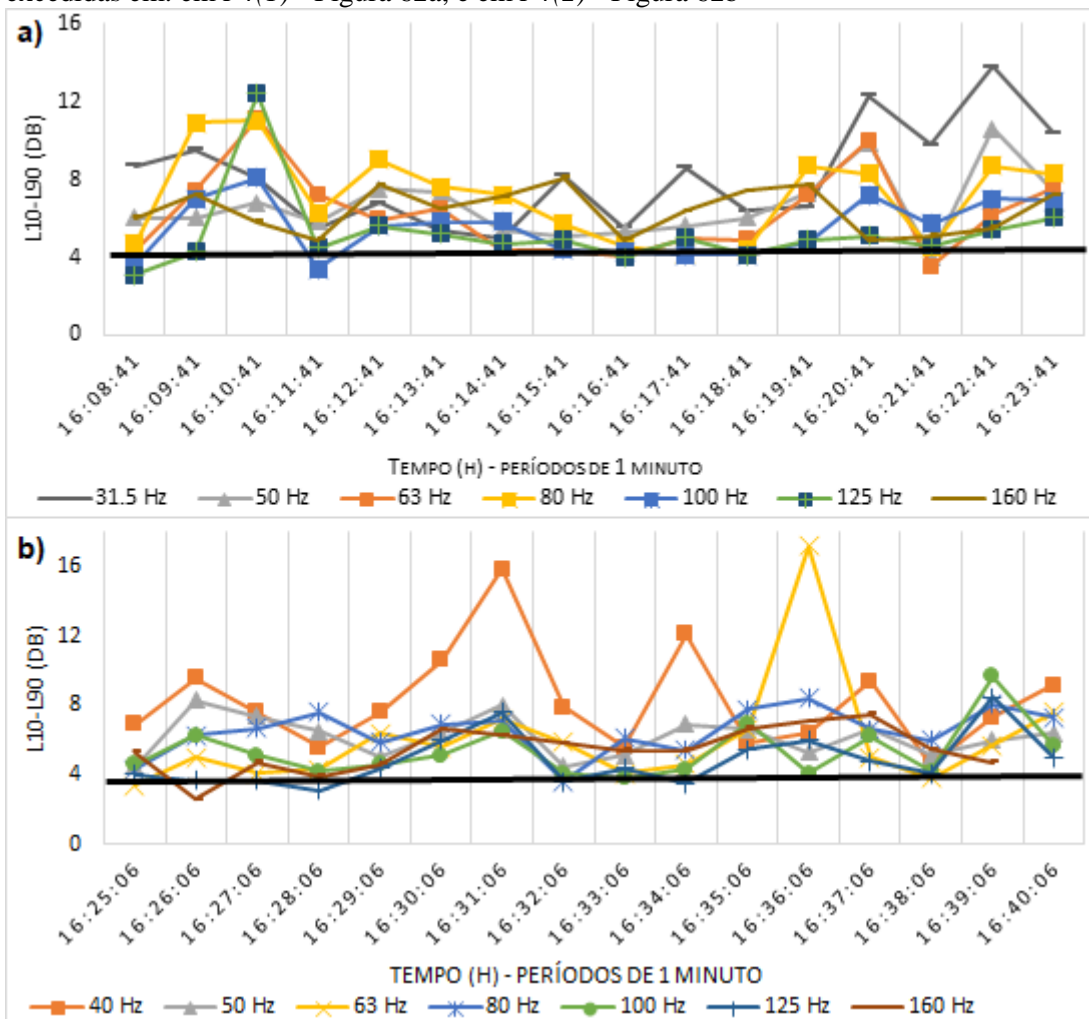 a)
16
12
8
4
0
L10-L90 (DB)
16:08:41 16:09:41 16:10:41 16:11:41 16:12:41 16:13:41 16:14:41 16:15:41 16:16:41 16:17:41 16:18:41 16:19:41 16:20:41 16:21:41 16:22:41 16:23:41
TEMPO (H) - PERÍODOS DE 1 MINUTO
31.5 Hz 50 Hz 63 Hz 80 Hz 100 Hz 125 Hz 160 Hz
b)
16
12
8
4
0
L10-L90 (DB)
16:25:06 16:26:06 16:27:06 16:28:06 16:29:06 16:30:06 16:31:06 16:32:06 16:33:06 16:34:06 16:35:06 16:36:06 16:37:06 16:38:06 16:39:06 16:40:06
TEMPO (H) - PERÍODOS DE 1 MINUTO
40 Hz 50 Hz 63 Hz 80 Hz 100 Hz 125 Hz 160 Hz